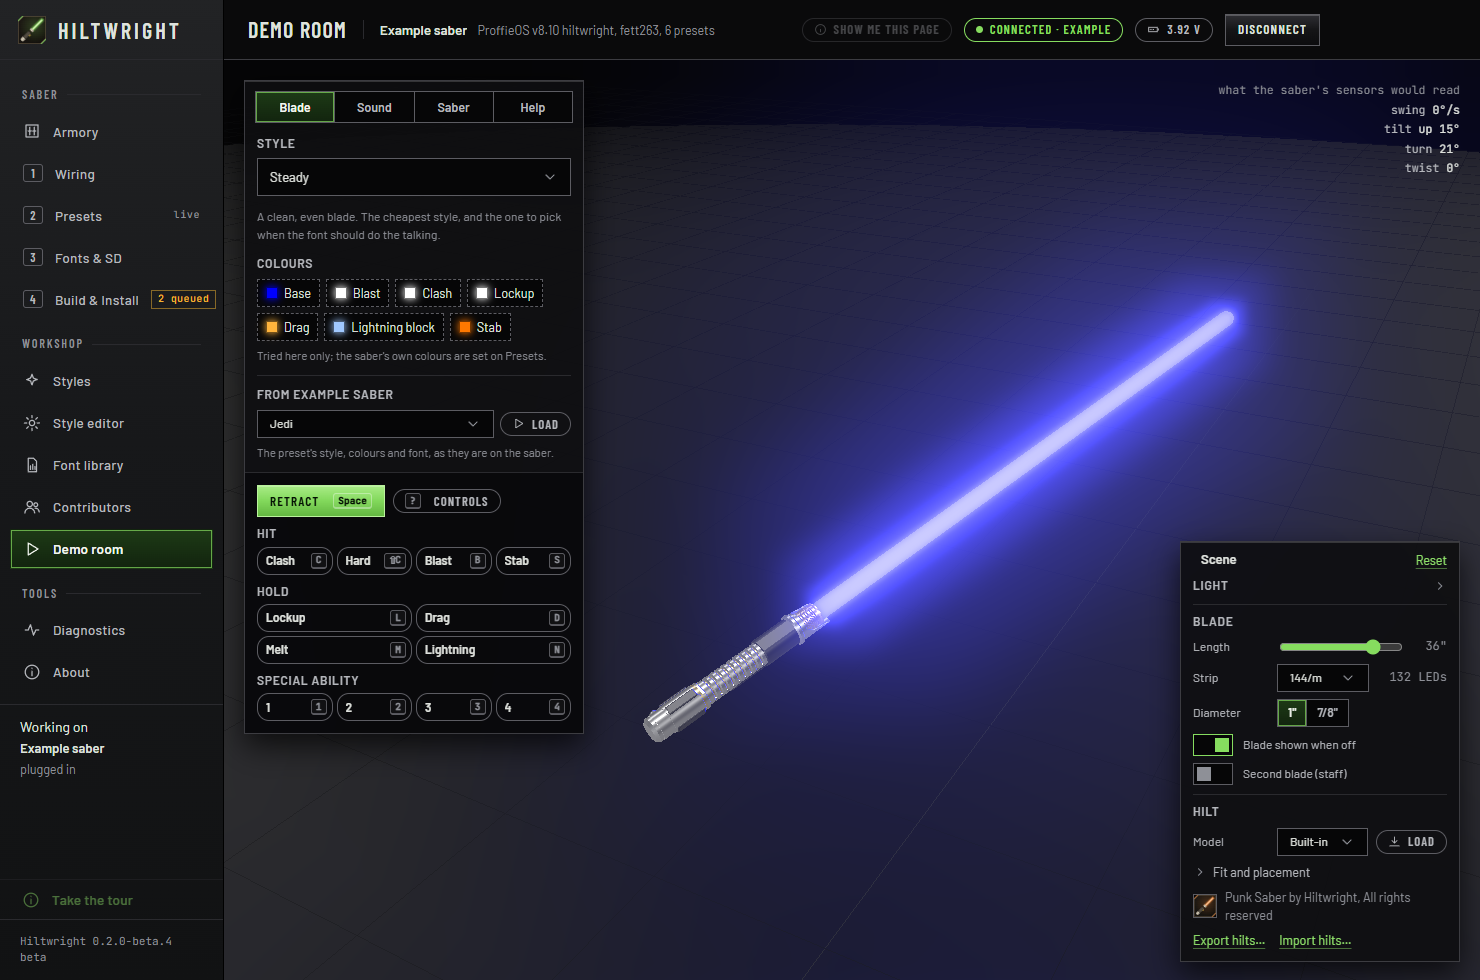 HILTWRIGHT
DEMO ROOM
Example saber ProffieOS v8.10 hiltwright, fett263, 6 presets
SHOW ME THIS PAGE
CONNECTED · EXAMPLE
3.92 V
DISCONNECT
SABER
Armory
1 Wiring
2 Presets live
3 Fonts & SD
4 Build & Install 2 queued
WORKSHOP
Styles
Style editor
Font library
Contributors
Demo room
TOOLS
Diagnostics
About
Working on
Example saber
plugged in
Take the tour
Hiltwright 0.2.0-beta.4
beta
Blade Sound Saber Help
STYLE
Steady
A clean, even blade. The cheapest style, and the one to pick
when the font should do the talking.
COLOURS
Base Blast Clash Lockup
Drag Lightning block Stab
Tried here only; the saber's own colours are set on Presets.
FROM EXAMPLE SABER
Jedi LOAD
The preset's style, colours and font, as they are on the saber.
RETRACT Space ? CONTROLS
HIT
Clash C Hard ⇧C Blast B Stab S
HOLD
Lockup L Drag D
Melt M Lightning N
SPECIAL ABILITY
1 1 2 2 3 3 4 4
what the saber's sensors would read
swing 0°/s
tilt up 15°
turn 21°
twist 0°
Scene Reset
LIGHT
BLADE
Length 36"
Strip 144/m 132 LEDs
Diameter 1" 7/8"
Blade shown when off
Second blade (staff)
HILT
Model Built-in LOAD
Fit and placement
Punk Saber by Hiltwright, All rights
reserved
Export hilts... Import hilts...